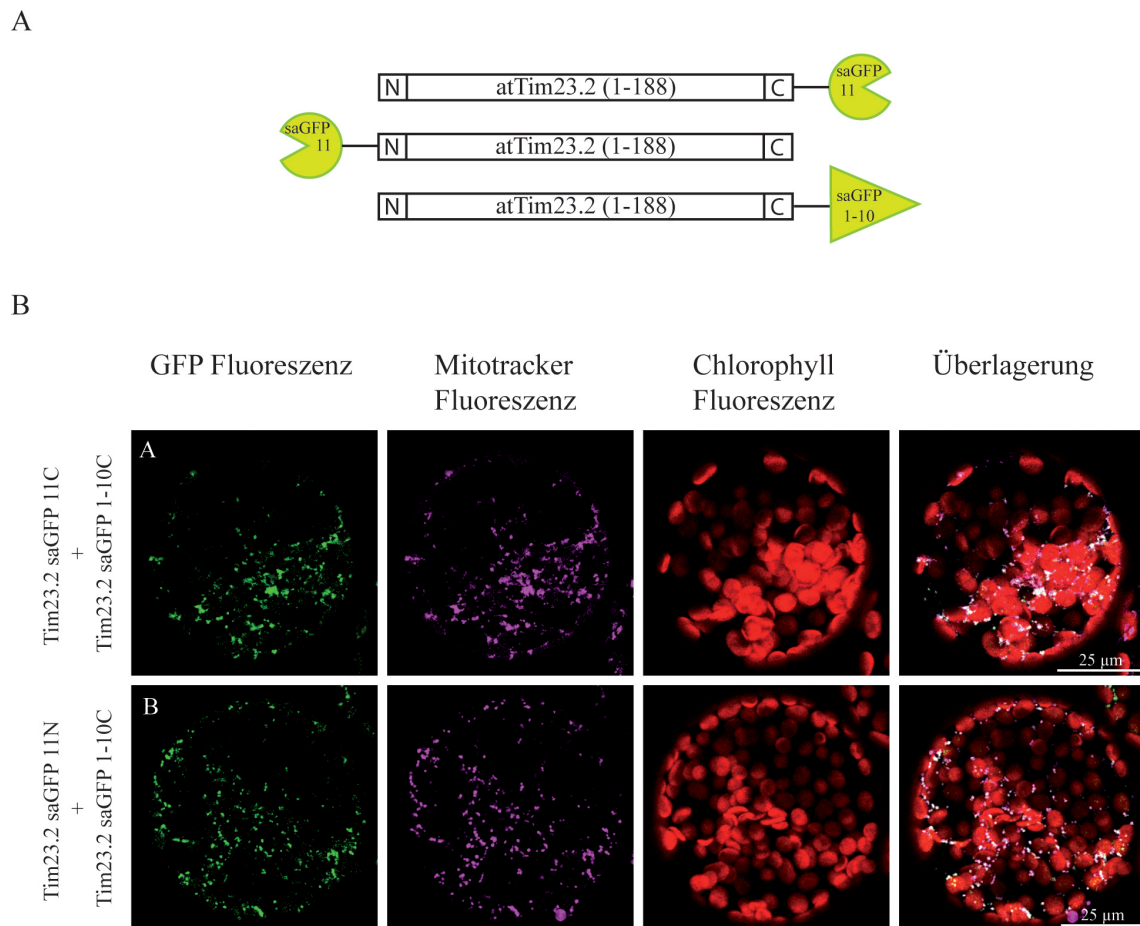 A
N
atTim23.2 (1-188)
C
saGFP
11
saGFP
11
N
atTim23.2 (1-188)
C
N
atTim23.2 (1-188)
C
saGFP
1-10
B
GFP Fluoreszenz
Mitotracker
Fluoreszenz
Chlorophyll
Fluoreszenz
Überlagerung
Tim23.2 saGFP 11C
+
Tim23.2 saGFP 1-10C
A
25 µm
Tim23.2 saGFP 11N
+
Tim23.2 saGFP 1-10C
B
25 µm